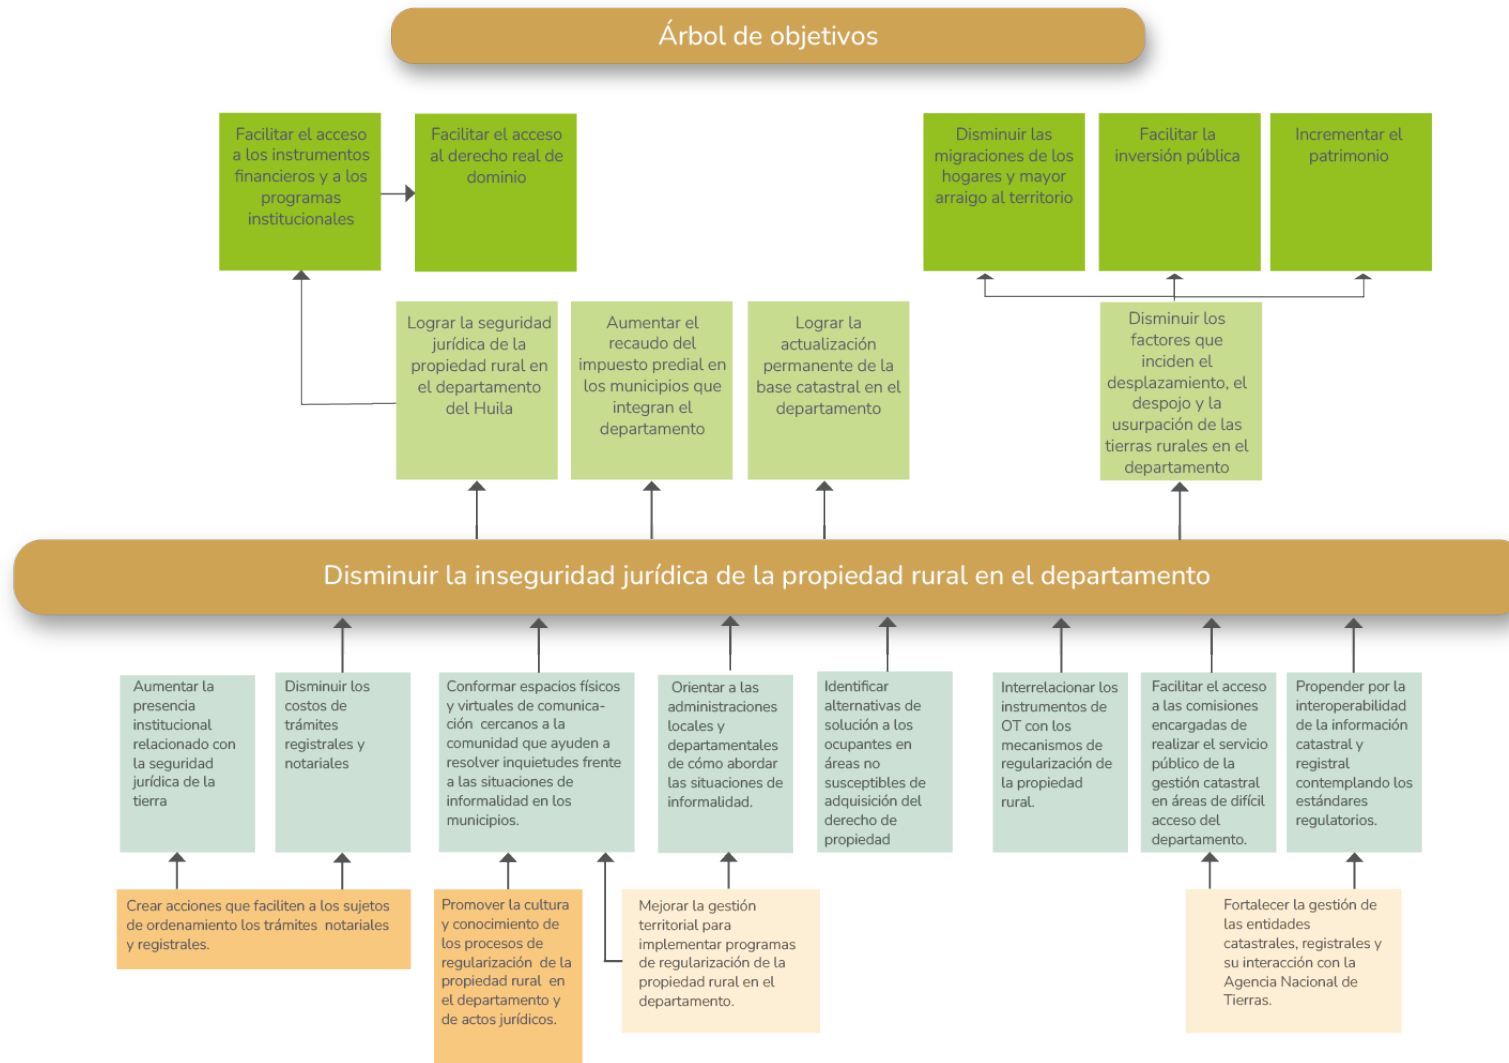 Árbol de objetivos
Facilitar el acceso
a los instrumentos
financieros y a los
programas
institucionales
Facilitar el acceso
al derecho real de
dominio
Disminuir las
migraciones de los
hogares y mayor
arraigo al territorio
Facilitar la
inversión pública
Incrementar el
patrimonio
Lograr la seguridad
jurídica de la
propiedad rural en
el departamento
del Huila
Aumentar el
recaudo del
impuesto predial en
los municipios que
integran el
departamento
Lograr la
actualización
permanente de la
base catastral en el
departamento
Disminuir los
factores que
inciden el
desplazamiento, el
despojo y la
usurpación de las
tierras rurales en el
departamento
Disminuir la inseguridad jurídica de la propiedad rural en el departamento
Aumentar la
presencia
institucional
relacionado con
la seguridad
jurídica de la
tierra
Disminuir los
costos de
trámites
registrales y
notariales
Conformar espacios físicos
y virtuales de comunica-
ción cercanos a la
comunidad que ayuden a
resolver inquietudes frente
a las situaciones de
informalidad en los
municipios.
Orientar a las
administraciones
locales y
departamentales
de cómo abordar
las situaciones de
informalidad.
Identificar
alternativas de
solución a los
ocupantes en
áreas no
susceptibles de
adquisición del
derecho de
propiedad
Interrelacionar los
instrumentos de
OT con los
mecanismos de
regularización de
la propiedad
rural.
Facilitar el acceso
a las comisiones
encargadas de
realizar el servicio
público de la
gestión catastral
en áreas de difícil
acceso del
departamento.
Propender por la
interoperabilidad
de la información
catastral y
registral
contemplando los
estándares
regulatorios.
Crear acciones que faciliten a los sujetos
de ordenamiento los trámites notariales
y registrales.
Promover la cultura
y conocimiento de
los procesos de
regularización de la
propiedad rural en
el departamento y
de actos jurídicos.
Mejorar la gestión
territorial para
implementar programas
de regularización de la
propiedad rural en el
departamento.
Fortalecer la gestión de
las entidades
catastrales, registrales y
su interacción con la
Agencia Nacional de
Tierras.